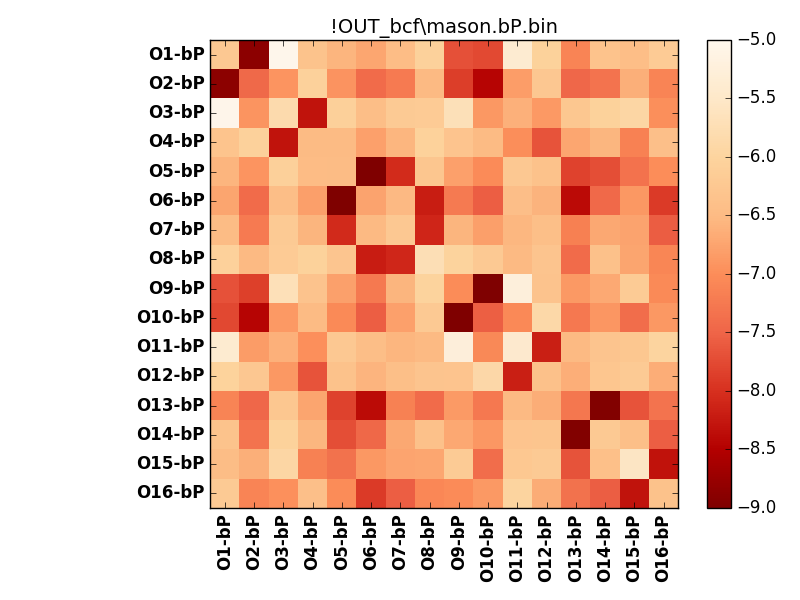 !OUT_bcf\mason.bP.bin
O1-bP
O2-bP
O3-bP
O4-bP
O5-bP
O6-bP
O7-bP
O8-bP
O9-bP
O10-bP
O11-bP
O12-bP
O13-bP
O14-bP
O15-bP
O16-bP
O1-bP O2-bP O3-bP O4-bP O5-bP O6-bP O7-bP O8-bP O9-bP O10-bP O11-bP O12-bP O13-bP O14-bP O15-bP O16-bP
−5.0
−5.5
−6.0
−6.5
−7.0
−7.5
−8.0
−8.5
−9.0